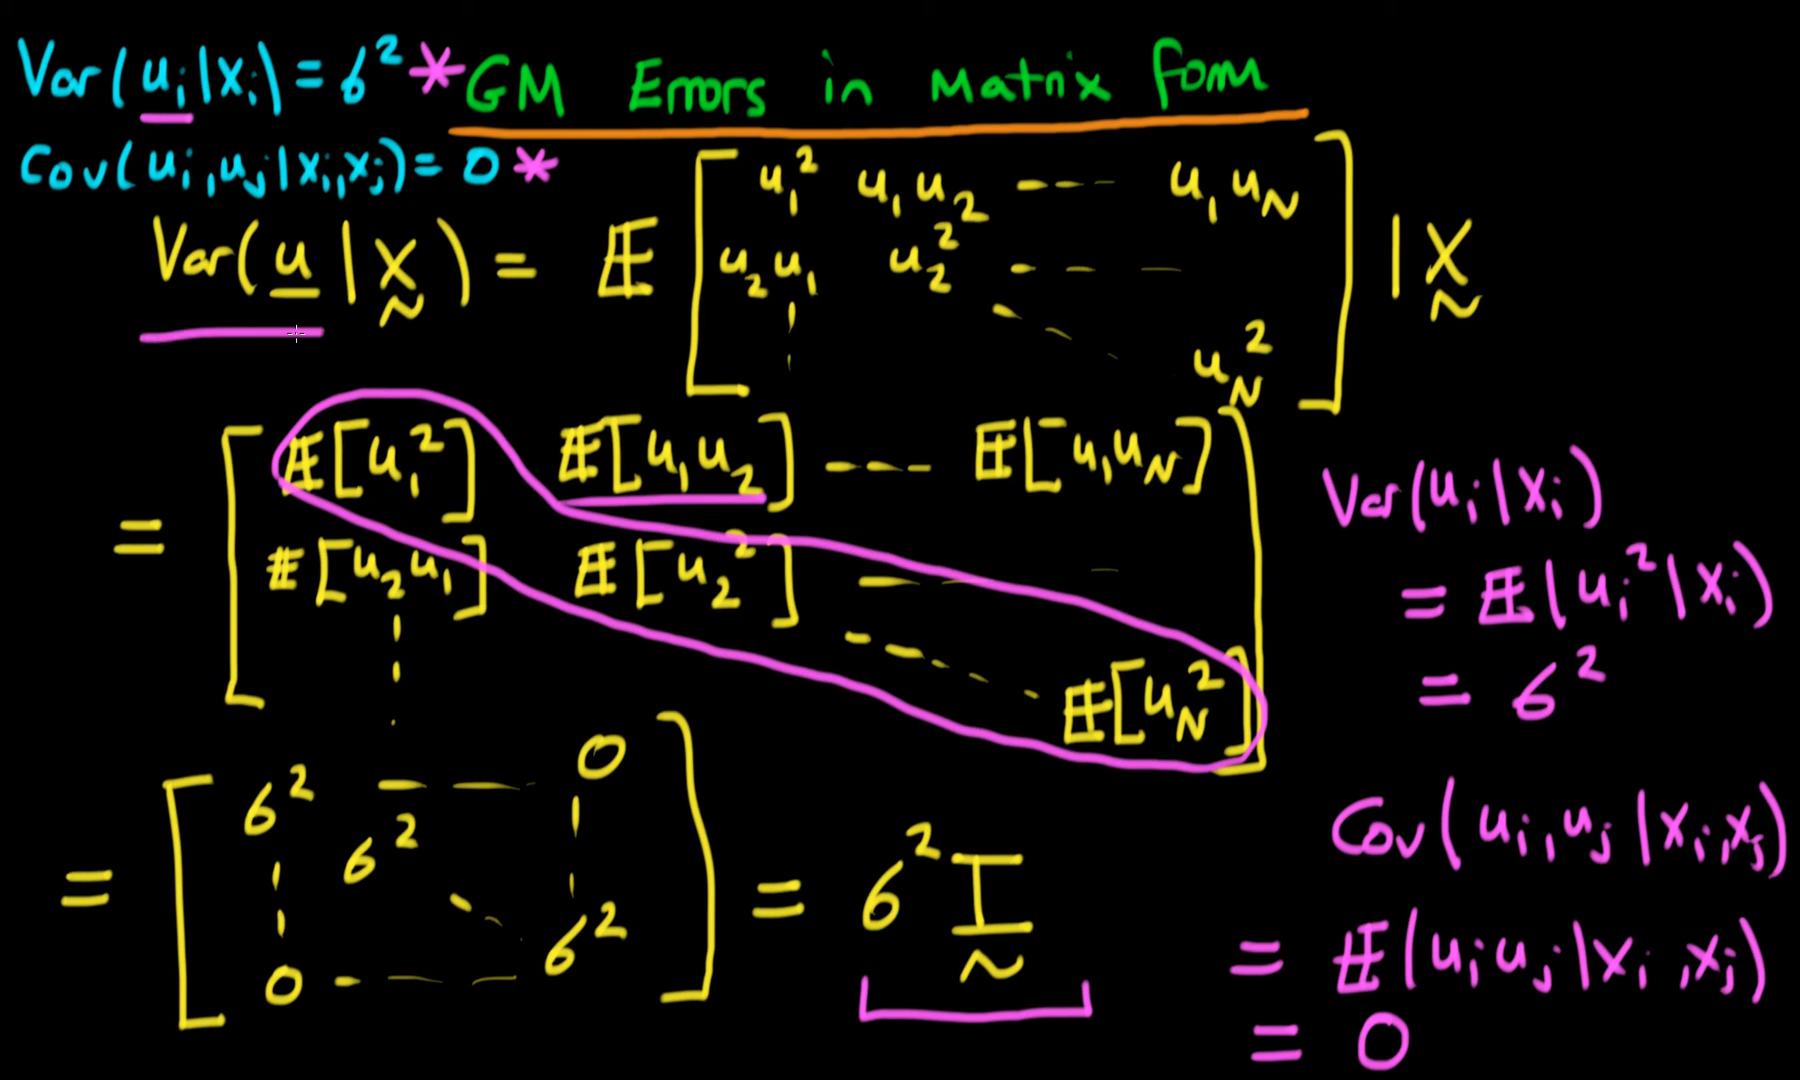 Var(u_i|x_i) = σ² * GM Errors in Matrix form
Cov(u_i,u_j|x_i,x_j) = 0 *
Var(u|X) = E [ u_1² u_1u_2 --- u_1u_N ] | X
u_2u_1 u_2² - - -
u_N²
= [ E[u_1²] E[u_1u_2] --- E[u_1u_N] ]
E[u_2u_1] E[u_2²] - - -
E[u_N²]
= [ σ² - - - 0
σ²
0 - - - σ² ] = σ² I
Var(u_i|x_i)
= E(u_i²|x_i)
= σ²
Cov(u_i,u_j|x_i,x_j)
= E(u_iu_j|x_i,x_j)
= 0